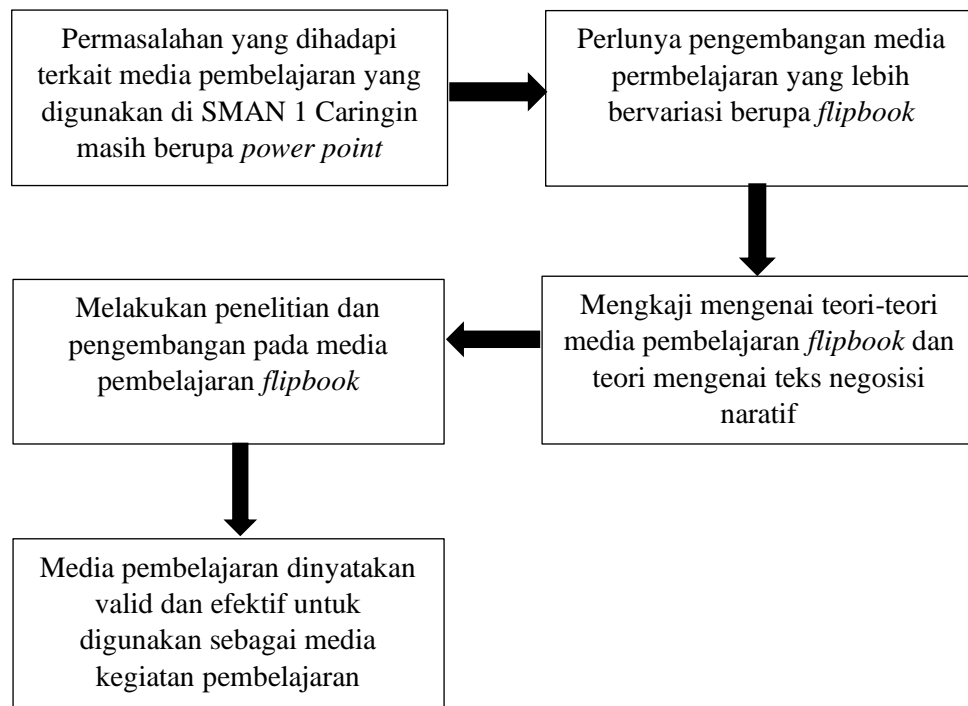 Permasalahan yang dihadapi
terkait media pembelajaran yang
digunakan di SMAN 1 Caringin
masih berupa power point
Perlunya pengembangan media
permbelajaran yang lebih
bervariasi berupa flipbook
Mengkaji mengenai teori-teori
media pembelajaran flipbook dan
teori mengenai teks negosisi
naratif
Melakukan penelitian dan
pengembangan pada media
pembelajaran flipbook
Media pembelajaran dinyatakan
valid dan efektif untuk
digunakan sebagai media
kegiatan pembelajaran